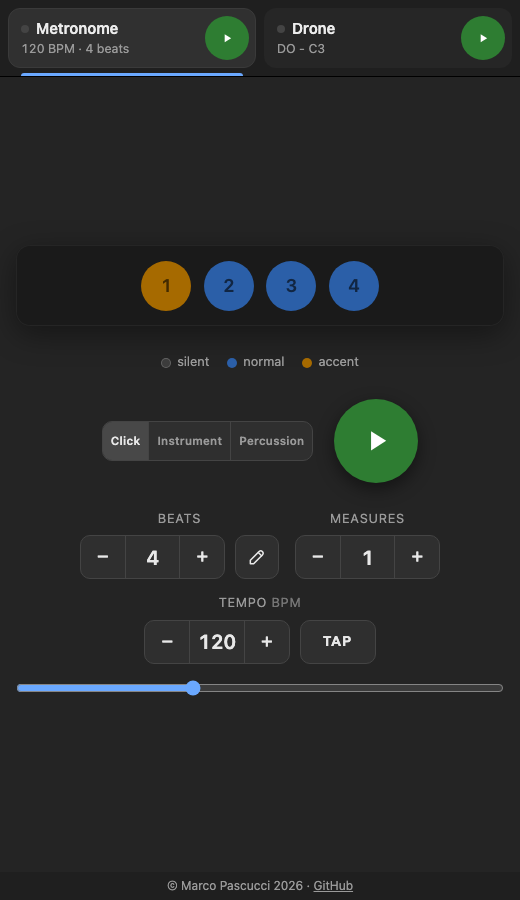 Metronome
120 BPM · 4 beats
Drone
DO - C3
1 2 3 4
silent normal accent
Click Instrument Percussion
BEATS MEASURES
− 4 + − 1 +
TEMPO BPM
− 120 + TAP
© Marco Pascucci 2026 · GitHub